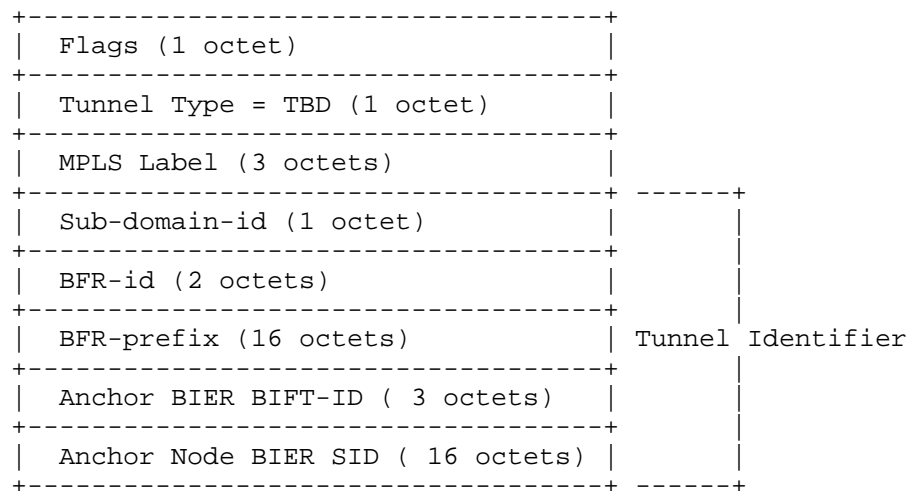 Flags (1 octet)
Tunnel Type = TBD (1 octet)
MPLS Label (3 octets)
Sub-domain-id (1 octet)
BFR-id (2 octets)
BFR-prefix (16 octets)
Tunnel Identifier
Anchor BIER BIFT-ID ( 3 octets)
Anchor Node BIER SID ( 16 octets)